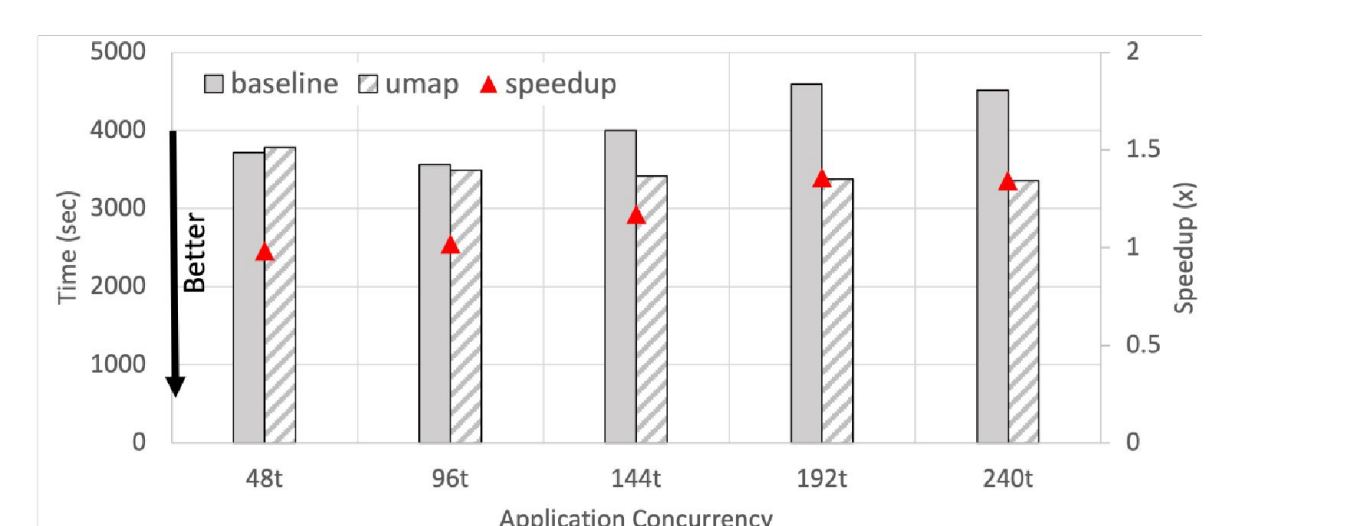 5000
4000
3000
2000
1000
0
Time (sec)
Better
baseline umap speedup
2
1.5
1
0.5
0
Speedup (x)
48t 96t 144t 192t 240t
Application Concurrency